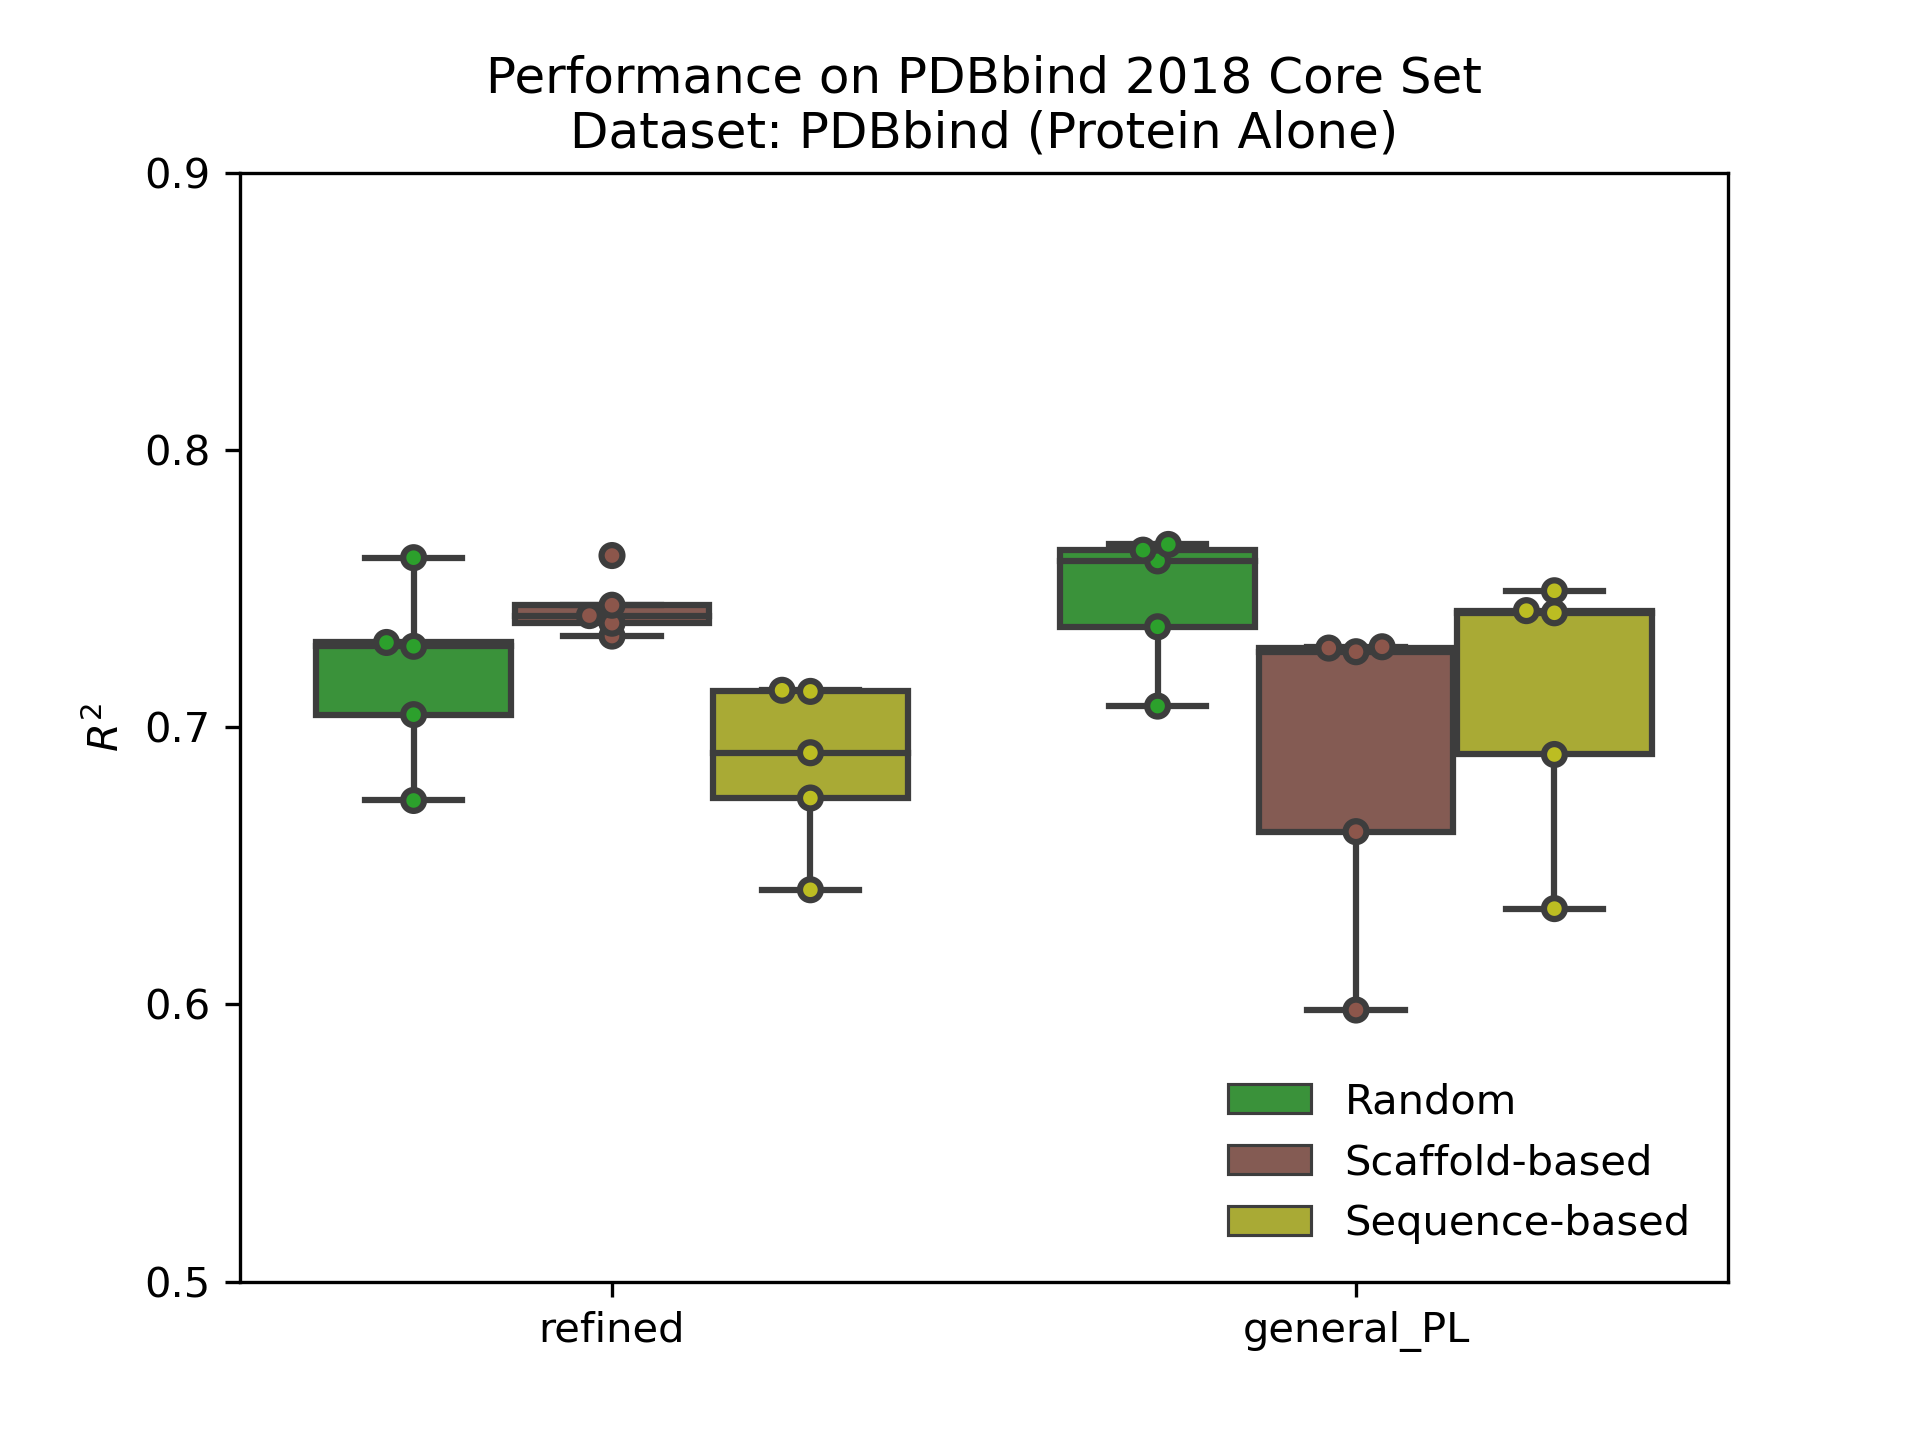 Performance on PDBbind 2018 Core Set
Dataset: PDBbind (Protein Alone)
0.9
0.8
0.7
0.6
0.5
R²
refined
general_PL
Random
Scaffold-based
Sequence-based